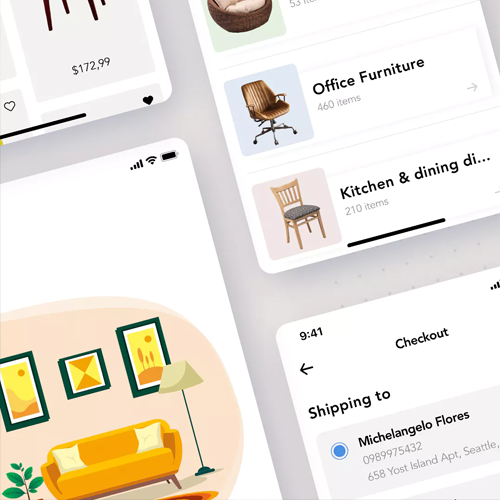 53 ite
$172,99
Office Furniture
460 items
Kitchen & dining di...
210 items
9:41
Checkout
Shipping to
Michelangelo Flores
0989975432
658 Yost Island Apt, Seattle,